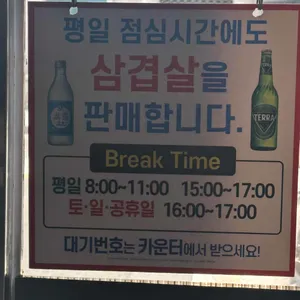 평일 점심시간에도
삼겹살을
판매합니다.
TERRA
Break Time
평일 8:00~11:00 15:00~17:00
토·일·공휴일 16:00~17:00
대기번호는 카운터에서 받으세요!